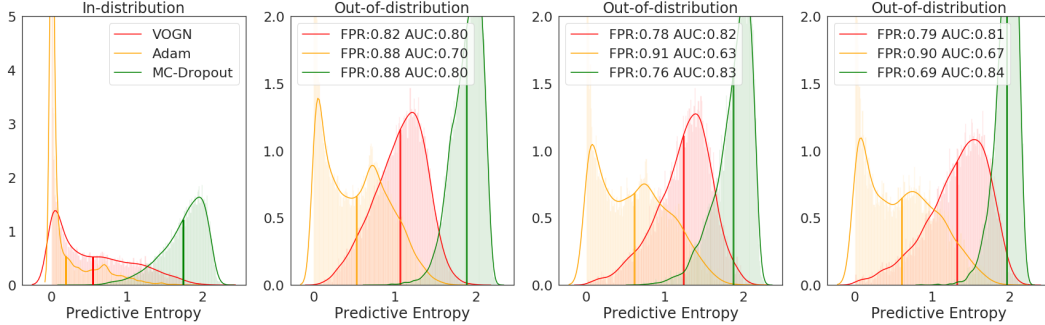 In-distribution
VOGN
Adam
MC-Dropout
5
4
3
2
1
0
0 1 2
Predictive Entropy
Out-of-distribution
FPR:0.82 AUC:0.80
FPR:0.88 AUC:0.70
FPR:0.88 AUC:0.80
2.0
1.5
1.0
0.5
0.0
0 1 2
Predictive Entropy
Out-of-distribution
FPR:0.78 AUC:0.82
FPR:0.91 AUC:0.63
FPR:0.76 AUC:0.83
2.0
1.5
1.0
0.5
0.0
0 1 2
Predictive Entropy
Out-of-distribution
FPR:0.79 AUC:0.81
FPR:0.90 AUC:0.67
FPR:0.69 AUC:0.84
2.0
1.5
1.0
0.5
0.0
0 1 2
Predictive Entropy